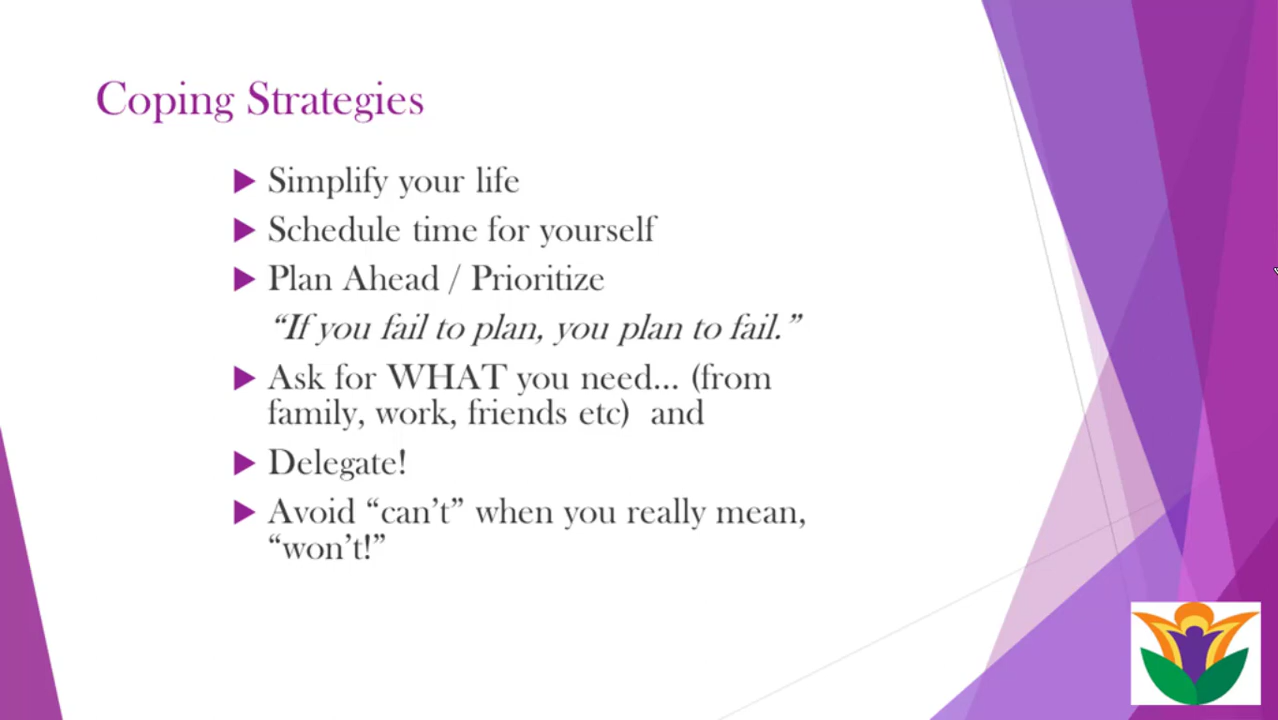 Coping Strategies
Simplify your life
Schedule time for yourself
Plan Ahead / Prioritize
“If you fail to plan, you plan to fail.”
Ask for WHAT you need... (from
family, work, friends etc)  and
Delegate!
Avoid “can’t” when you really mean,
“won’t!”